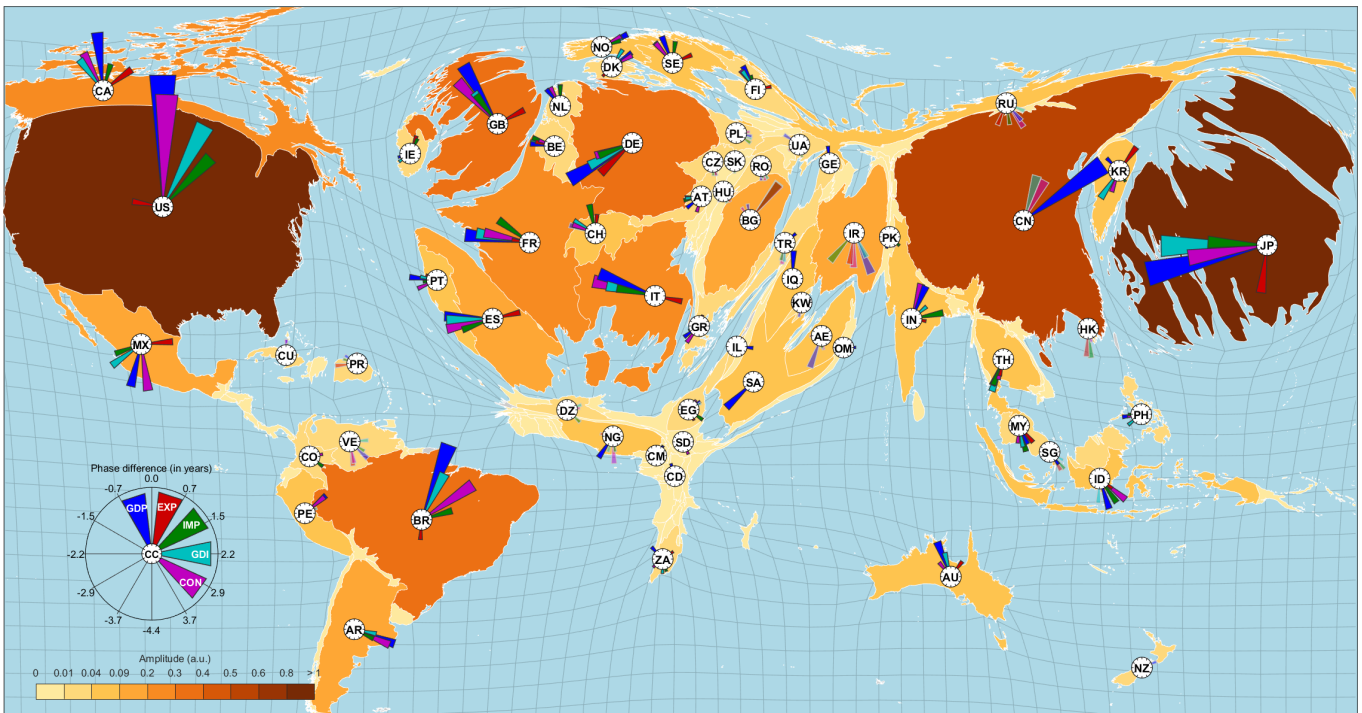 NO
DK
SE
CA
FI
NL
GB
RU
IE
BE
DE
PL
UA
CZ
SK
RO
GE
KR
AT
HU
US
BG
CN
FR
CH
TR
IR
PK
JP
PT
IQ
IT
KW
ES
GR
IN
AE
HK
MX
CU
IL
OM
PR
TH
SA
DZ
EG
PH
VE
NG
SD
MY
CO
CM
SG
CD
ID
PE
BR
ZA
AU
AR
NZ
Phase difference (in years)
0.0
-0.7
0.7
GDP
EXP
-1.5
IMP
1.5
-2.2
CC
GDI
2.2
CON
-2.9
2.9
-3.7
3.7
-4.4
Amplitude (a.u.)
0 0.01 0.04 0.09 0.2 0.3 0.4 0.5 0.6 0.8 > 1